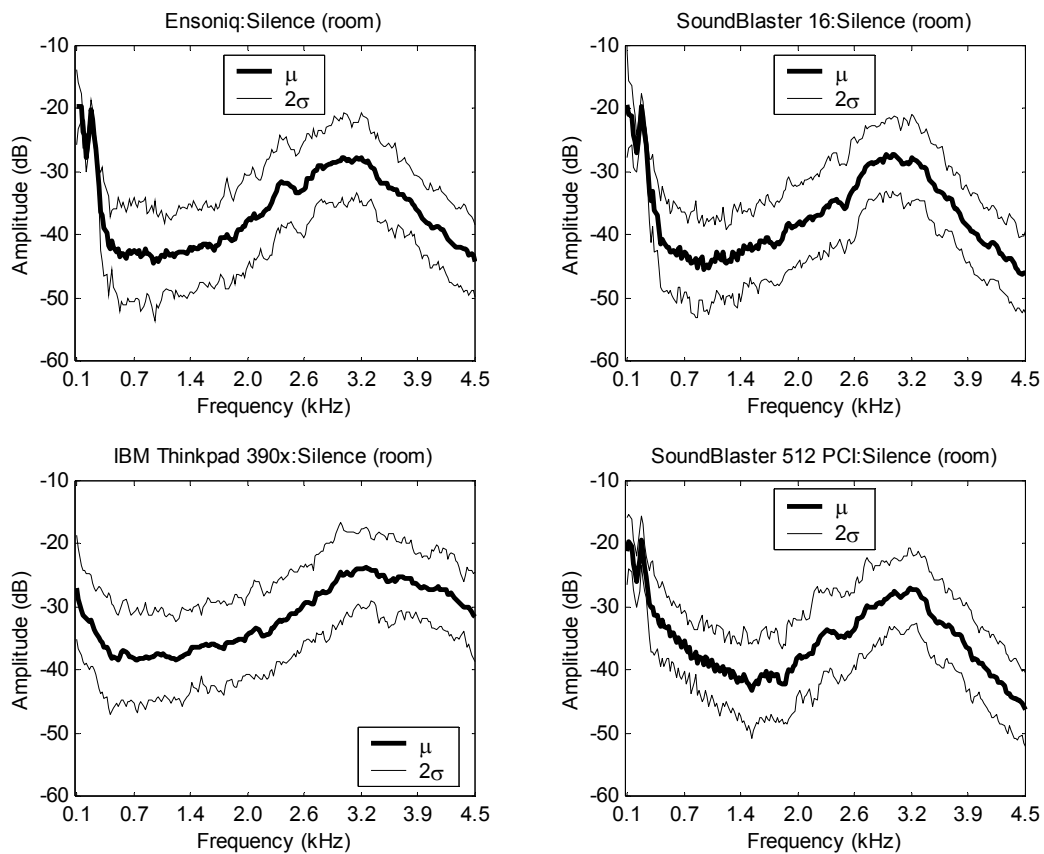 Ensoniq:Silence (room)
-10
-20
-30
-40
-50
-60
Amplitude (dB)
μ
2σ
0.1 0.7 1.4 2.0 2.6 3.2 3.9 4.5
Frequency (kHz)
SoundBlaster 16:Silence (room)
-10
-20
-30
-40
-50
-60
Amplitude (dB)
μ
2σ
0.1 0.7 1.4 2.0 2.6 3.2 3.9 4.5
Frequency (kHz)
IBM Thinkpad 390x:Silence (room)
-10
-20
-30
-40
-50
-60
Amplitude (dB)
μ
2σ
0.1 0.7 1.4 2.0 2.6 3.2 3.9 4.5
Frequency (kHz)
SoundBlaster 512 PCI:Silence (room)
-10
-20
-30
-40
-50
-60
Amplitude (dB)
μ
2σ
0.1 0.7 1.4 2.0 2.6 3.2 3.9 4.5
Frequency (kHz)